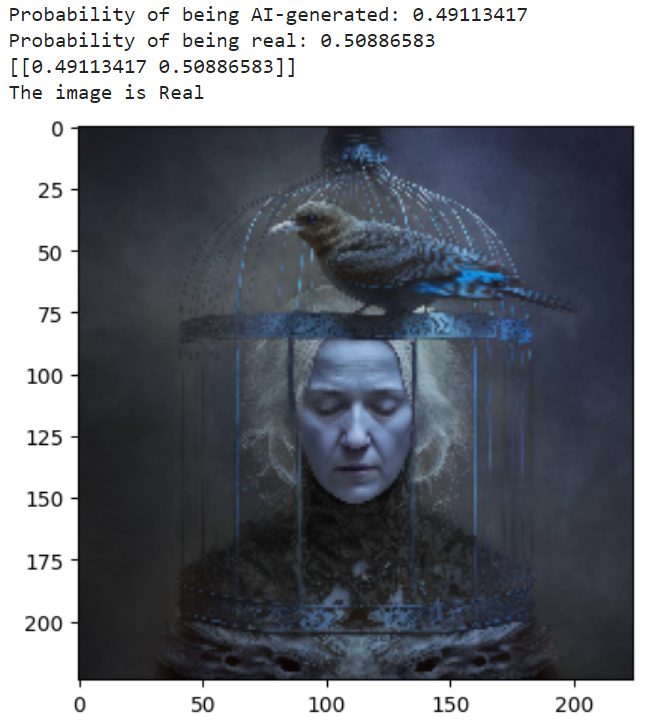 Probability of being AI-generated: 0.49113417
Probability of being real: 0.50886583
[[0.49113417 0.50886583]]
The image is Real
0
25
50
75
100
125
150
175
200
0 50 100 150 200